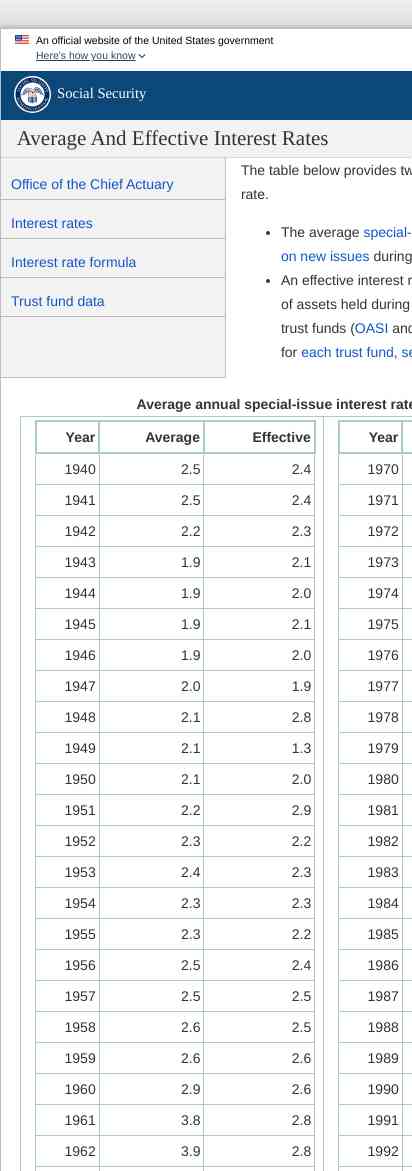 An official website of the United States government
Here's how you know
Social Security
Average And Effective Interest Rates
Office of the Chief Actuary
Interest rates
Interest rate formula
Trust fund data
The table below provides tw
rate.
• The average special-
on new issues during
• An effective interest r
of assets held during
trust funds (OASI and
for each trust fund, se
Average annual special-issue interest rate
Year Average Effective Year
1940 2.5 2.4 1970
1941 2.5 2.4 1971
1942 2.2 2.3 1972
1943 1.9 2.1 1973
1944 1.9 2.0 1974
1945 1.9 2.1 1975
1946 1.9 2.0 1976
1947 2.0 1.9 1977
1948 2.1 2.8 1978
1949 2.1 1.3 1979
1950 2.1 2.0 1980
1951 2.2 2.9 1981
1952 2.3 2.2 1982
1953 2.4 2.3 1983
1954 2.3 2.3 1984
1955 2.3 2.2 1985
1956 2.5 2.4 1986
1957 2.5 2.5 1987
1958 2.6 2.5 1988
1959 2.6 2.6 1989
1960 2.9 2.6 1990
1961 3.8 2.8 1991
1962 3.9 2.8 1992